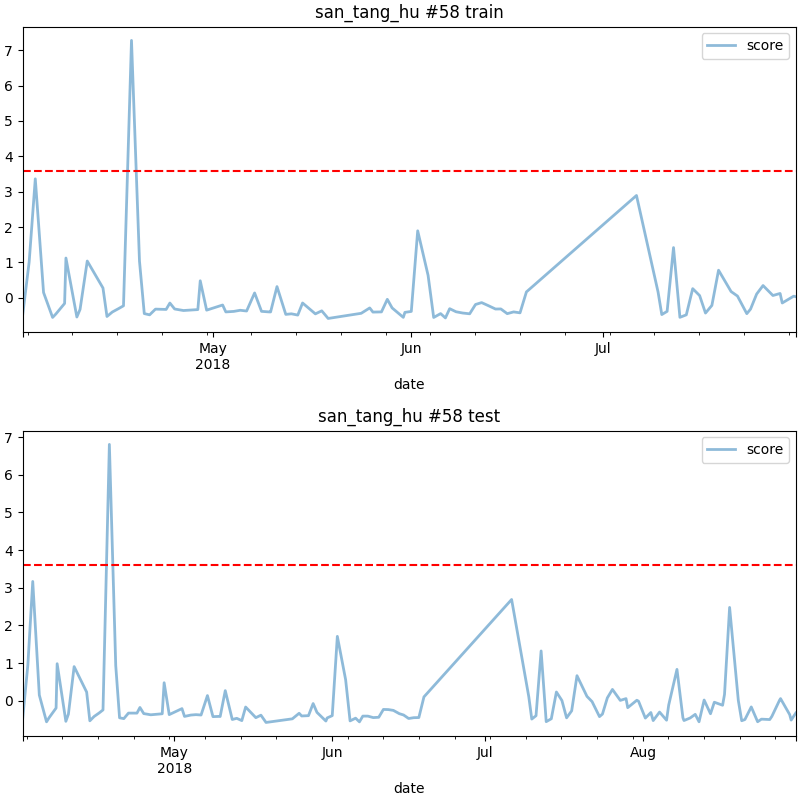 san_tang_hu #58 train
score
7
6
5
4
3
2
1
0
May
2018
Jun
Jul
date
san_tang_hu #58 test
score
7
6
5
4
3
2
1
0
May
2018
Jun
Jul
Aug
date